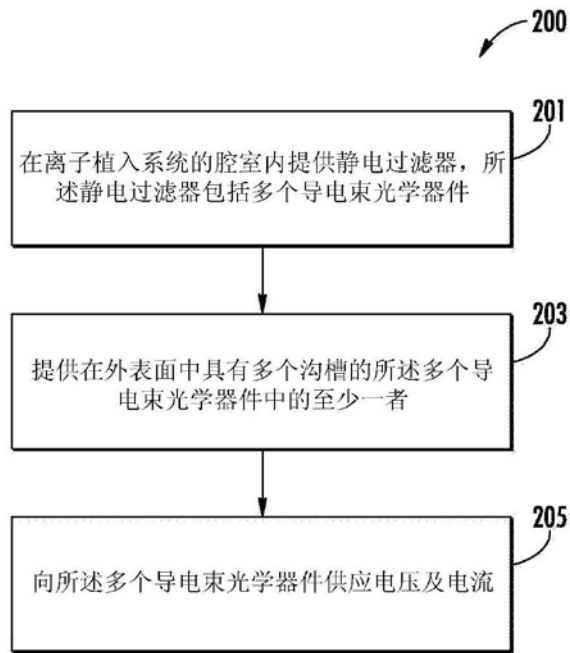 200
201
在离子植入系统的腔室内提供静电过滤器，所
述静电过滤器包括多个导电束光学器件
203
提供在外表面中具有多个沟槽的所述多个导
电束光学器件中的至少一者
205
向所述多个导电束光学器件供应电压及电流